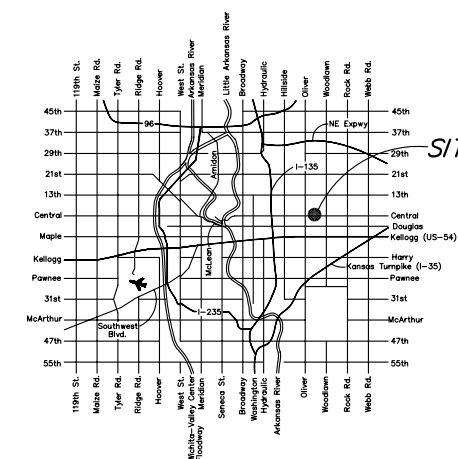 119th St.
Maize Rd.
Tyler Rd.
Ridge Rd.
Hoover
West St.
Arkansas River
Meridian
Little Arkansas River
Broadway
Hydraulic
Hillside
Oliver
Woodlawn
Rock Rd.
Webb Rd.
45th
37th
29th
21st
13th
Central
Maple
Kellogg
Pawnee
31st
McArthur
47th
55th
96
Amidon
NE Expwy
I-135
McLean
I-235
Southwest
Blvd.
45th
37th
29th
21st
13th
Central
Douglas
Kellogg (US-54)
Harry
Kansas Turnpike (I-35)
Pawnee
31st
McArthur
47th
55th
119th St.
Maize Rd.
Tyler Rd.
Ridge Rd.
Hoover
West St.
Wichita-Valley Center
Floodway
Meridian
Seneca St.
Broadway
Washington
Hydraulic
Arkansas River
Oliver
Woodlawn
Rock Rd.
Webb Rd.